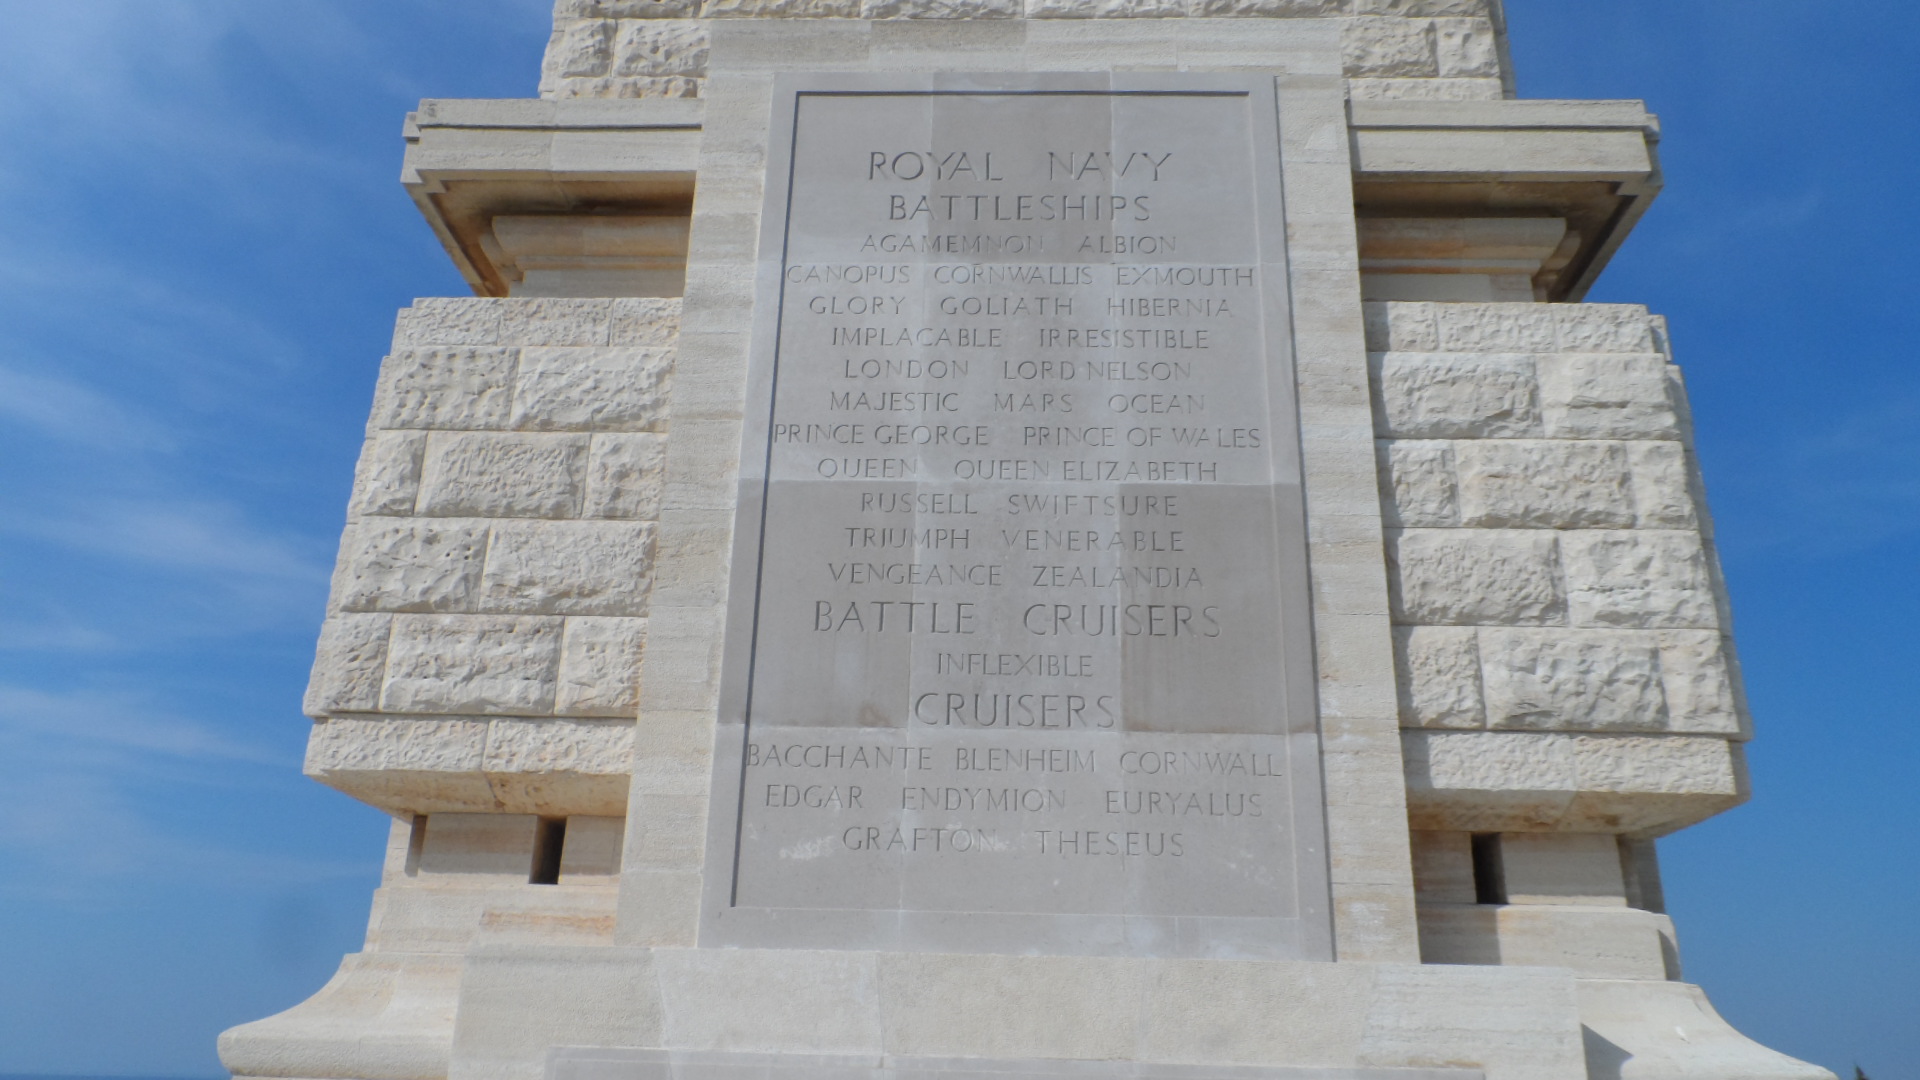 ROYAL NAVY
BATTLESHIPS
AGAMEMNON ALBION
CANOPUS CORNWALLIS EXMOUTH
GLORY GOLIATH HIBERNIA
IMPLACABLE IRRESISTIBLE
LONDON LORD NELSON
MAJESTIC MARS OCEAN
PRINCE GEORGE PRINCE OF WALES
QUEEN QUEEN ELIZABETH
RUSSELL SWIFTSURE
TRIUMPH VENERABLE
VENGEANCE ZEALANDIA
BATTLE CRUISERS
INFLEXIBLE
CRUISERS
BACCHANTE BLENHEIM CORNWALL
EDGAR ENDYMION EURYALUS
GRAFTON THESEUS